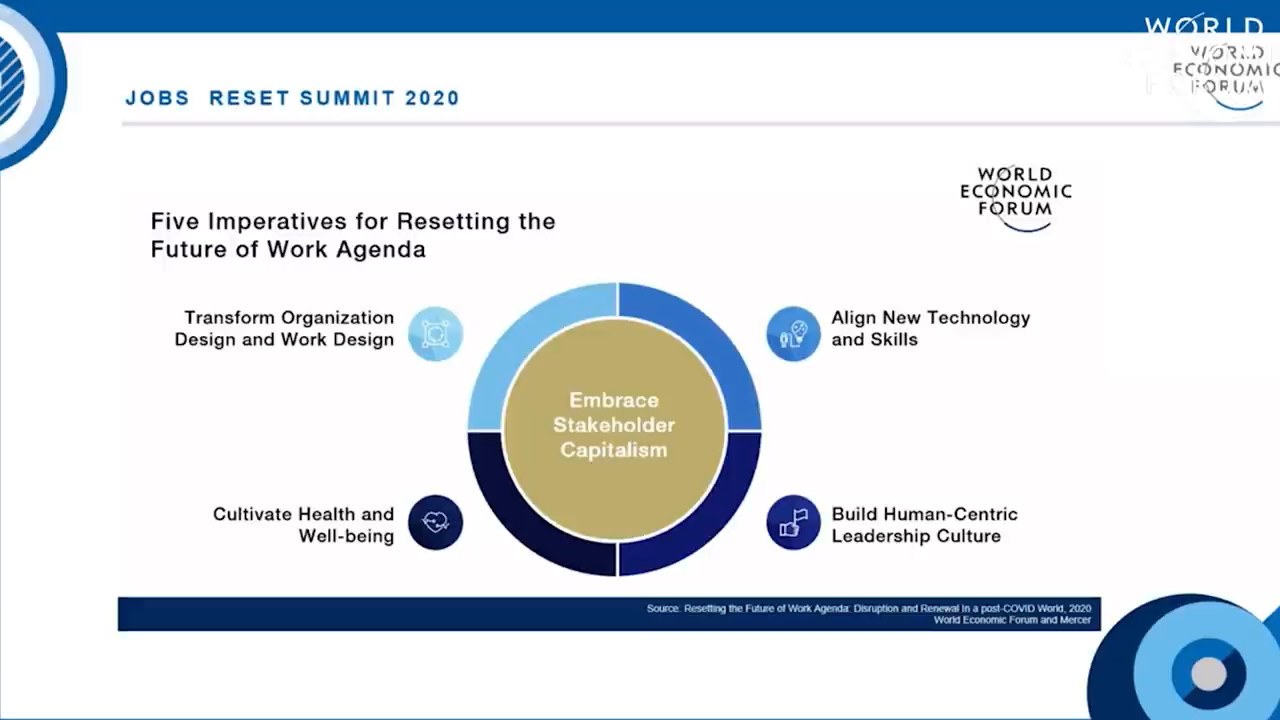 WORLD
WORLD
ECONOMIC
FORUM
JOBS RESET SUMMIT 2020
WORLD
ECONOMIC
FORUM
Five Imperatives for Resetting the
Future of Work Agenda
Transform Organization
Design and Work Design
Align New Technology
and Skills
Embrace
Stakeholder
Capitalism
Cultivate Health and
Well-being
Build Human-Centric
Leadership Culture
Source: Resetting the Future of Work Agenda: Disruption and Renewal in a post-COVID World, 2020
World Economic Forum and Mercer